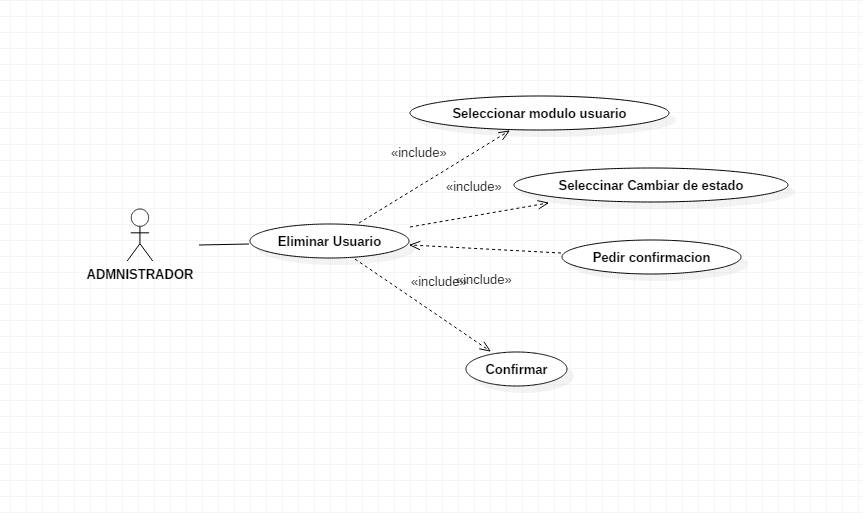 Seleccionar modulo usuario
«include»
«include»
Seleccinar Cambiar de estado
Eliminar Usuario
Pedir confirmacion
ADMNISTRADOR
«include»
«include»
Confirmar